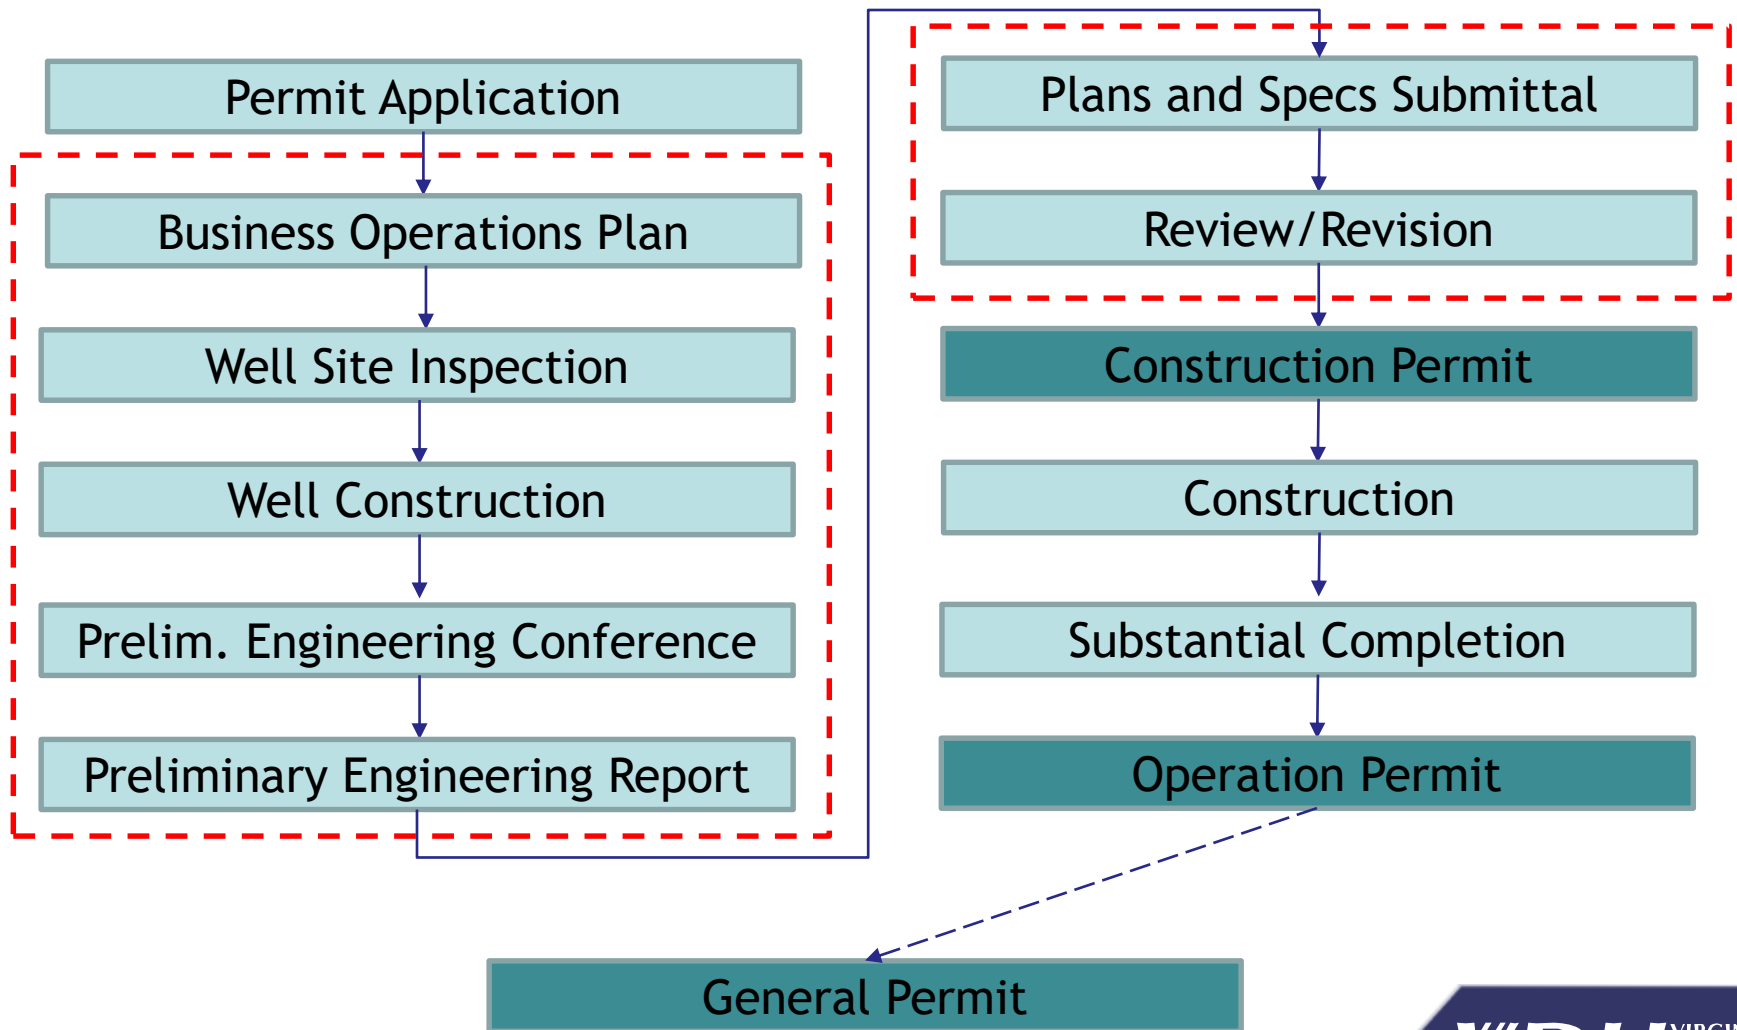 Permit Application
Business Operations Plan
Well Site Inspection
Well Construction
Prelim. Engineering Conference
Preliminary Engineering Report
Plans and Specs Submittal
Review/Revision
Construction Permit
Construction
Substantial Completion
Operation Permit
General Permit